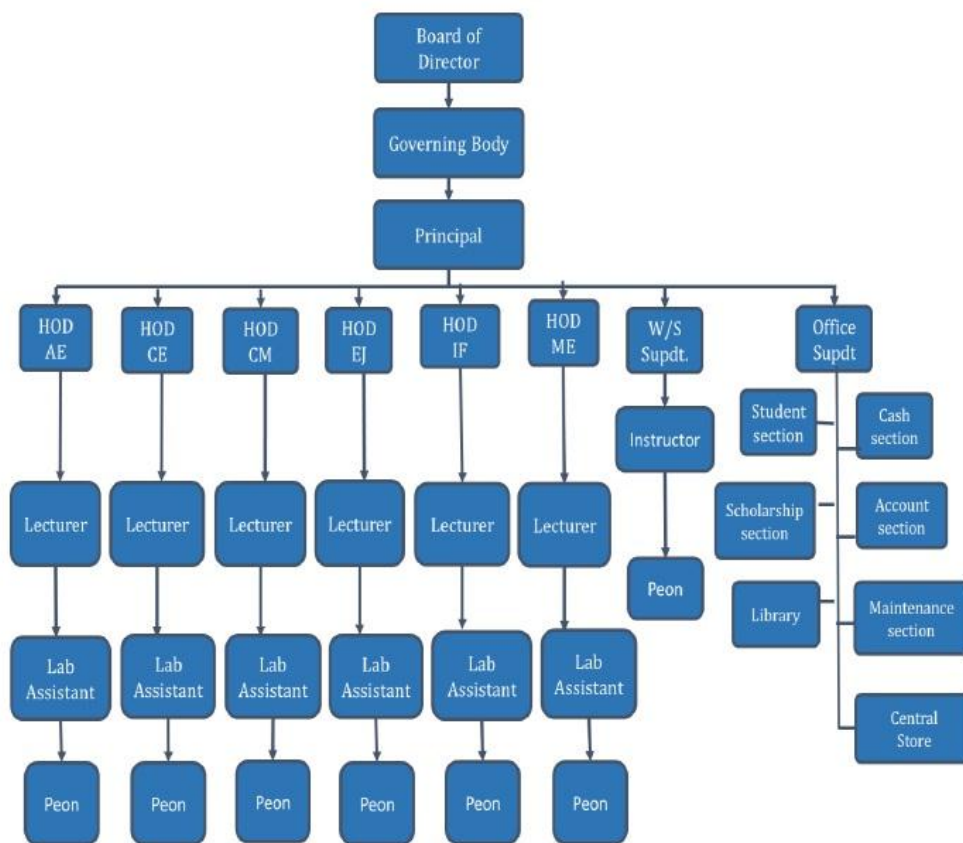 Board of
Director
Governing Body
Principal
HOD
AE
HOD
CE
HOD
CM
HOD
EJ
HOD
IF
HOD
ME
W/S
Supdt.
Office
Supdt
Student
section
Cash
section
Instructor
Lecturer
Lecturer
Lecturer
Lecturer
Lecturer
Lecturer
Scholarship
section
Account
section
Peon
Library
Maintenance
section
Lab
Assistant
Lab
Assistant
Lab
Assistant
Lab
Assistant
Lab
Assistant
Lab
Assistant
Central
Store
Peon
Peon
Peon
Peon
Peon
Peon